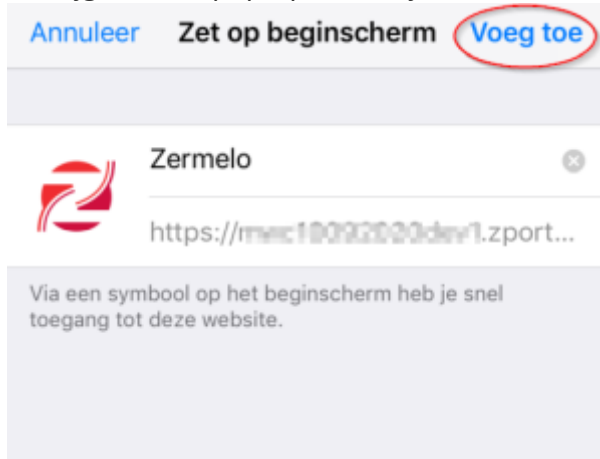 Annuleer Zet op beginscherm Voeg toe
Zermelo
https:// .zport...
Via een symbool op het beginscherm heb je snel
toegang tot deze website.